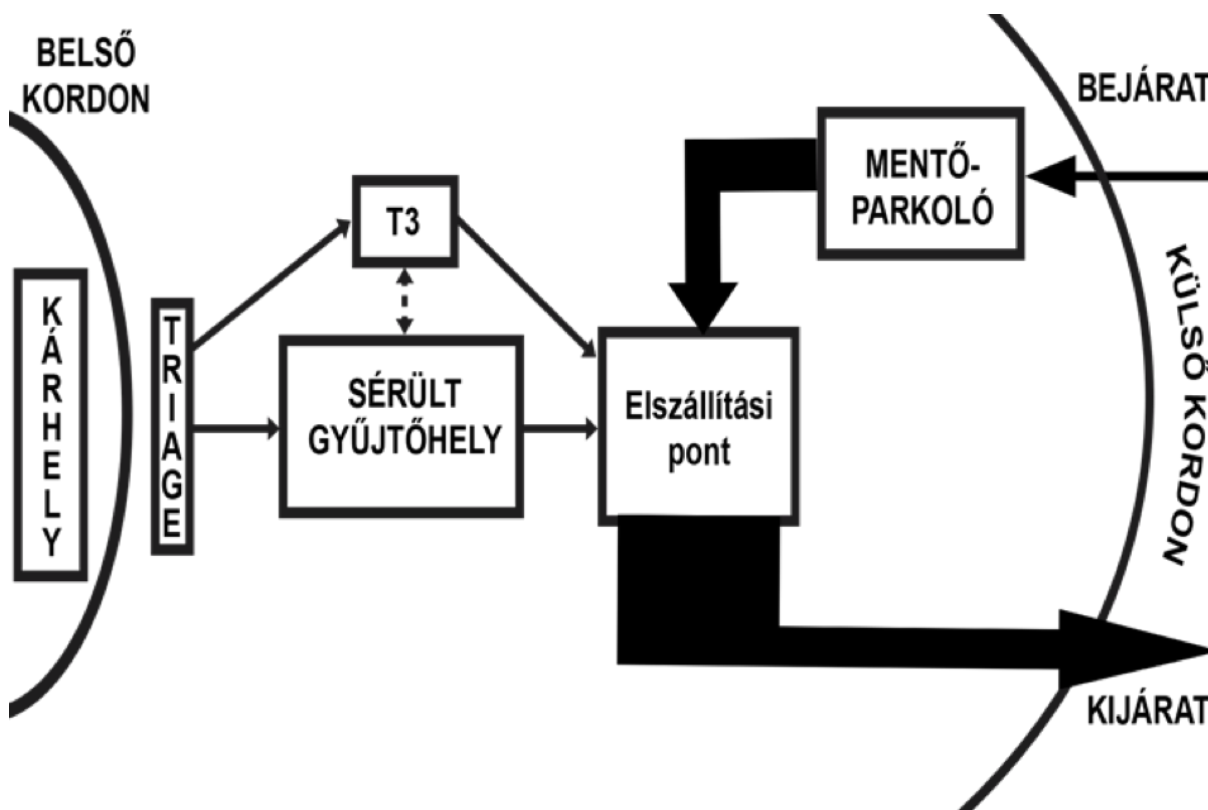 BELSŐ
KORDON
KÁRHELY
TRIAGE
T3
SÉRÜLT
GYŰJTŐHELY
Elszállítási
pont
MENTŐ-
PARKOLÓ
BEJÁRAT
KÜLSŐ KORDON
KIJÁRAT